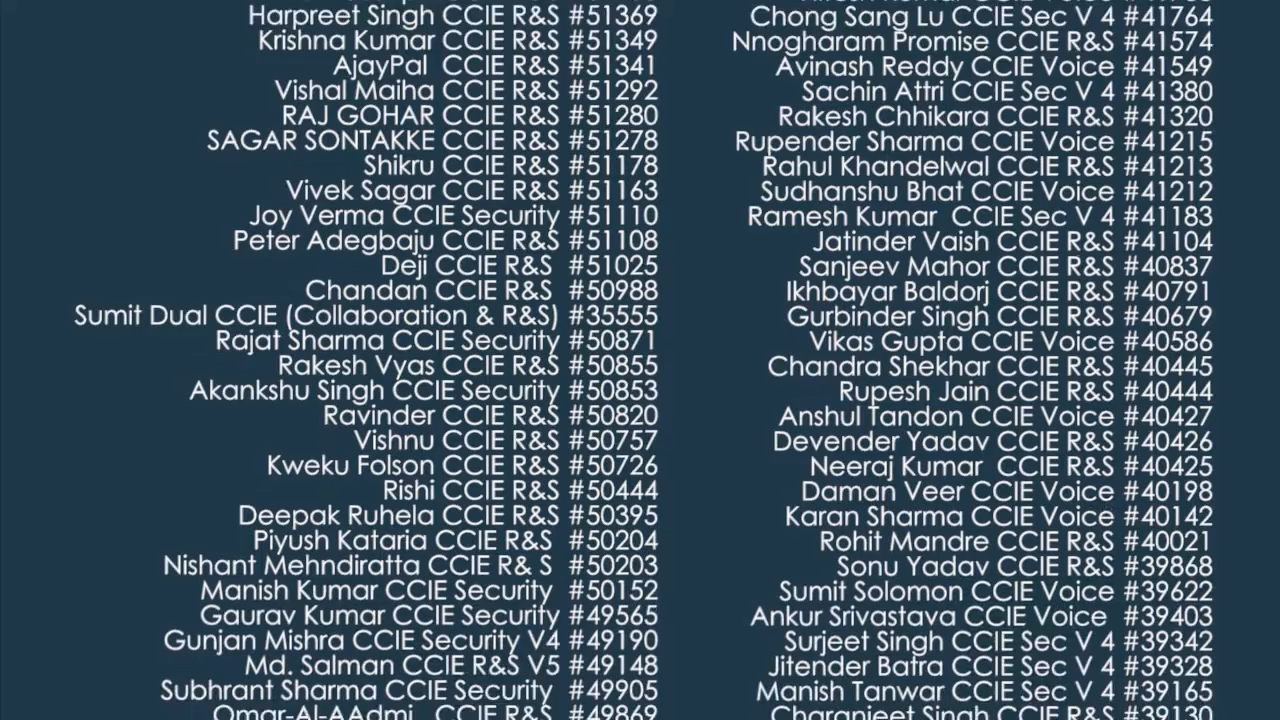 Harpreet Singh CCIE R&S #51369
Krishna Kumar CCIE R&S #51349
AjayPal  CCIE R&S #51341
Vishal Maiha CCIE R&S #51292
RAJ GOHAR CCIE R&S #51280
SAGAR SONTAKKE CCIE R&S #51278
Shikru CCIE R&S #51178
Vivek Sagar CCIE R&S #51163
Joy Verma CCIE Security #51110
Peter Adegbaju CCIE R&S #51108
Deji CCIE R&S  #51025
Chandan CCIE R&S  #50988
Sumit Dual CCIE (Collaboration & R&S) #35555
Rajat Sharma CCIE Security #50871
Rakesh Vyas CCIE R&S #50855
Akankshu Singh CCIE Security #50853
Ravinder CCIE R&S #50820
Vishnu CCIE R&S #50757
Kweku Folson CCIE R&S #50726
Rishi CCIE R&S #50444
Deepak Ruhela CCIE R&S #50395
Piyush Kataria CCIE R&S  #50204
Nishant Mehndiratta CCIE R& S  #50203
Manish Kumar CCIE Security  #50152
Gaurav Kumar CCIE Security #49565
Gunjan Mishra CCIE Security V4 #49190
Md. Salman CCIE R&S V5 #49148
Subhrant Sharma CCIE Security  #49905
Omar-Al-AAdmi  CCIE R&S #49869
Chong Sang Lu CCIE Sec V 4 #41764
Nnogharam Promise CCIE R&S #41574
Avinash Reddy CCIE Voice #41549
Sachin Attri CCIE Sec V 4 #41380
Rakesh Chhikara CCIE R&S #41320
Rupender Sharma CCIE Voice #41215
Rahul Khandelwal CCIE R&S #41213
Sudhanshu Bhat CCIE Voice #41212
Ramesh Kumar  CCIE Sec V 4 #41183
Jatinder Vaish CCIE R&S #41104
Sanjeev Mahor CCIE R&S #40837
Ikhbayar Baldorj CCIE R&S #40791
Gurbinder Singh CCIE R&S #40679
Vikas Gupta CCIE Voice #40586
Chandra Shekhar CCIE R&S #40445
Rupesh Jain CCIE R&S #40444
Anshul Tandon CCIE Voice #40427
Devender Yadav CCIE R&S #40426
Neeraj Kumar  CCIE R&S #40425
Daman Veer CCIE Voice #40198
Karan Sharma CCIE Voice #40142
Rohit Mandre CCIE R&S #40021
Sonu Yadav CCIE R&S #39868
Sumit Solomon CCIE Voice #39622
Ankur Srivastava CCIE Voice  #39403
Surjeet Singh CCIE Sec V 4 #39342
Jitender Batra CCIE Sec V 4 #39328
Manish Tanwar CCIE Sec V 4 #39165
Charanjeet Singh CCIE R&S #39130